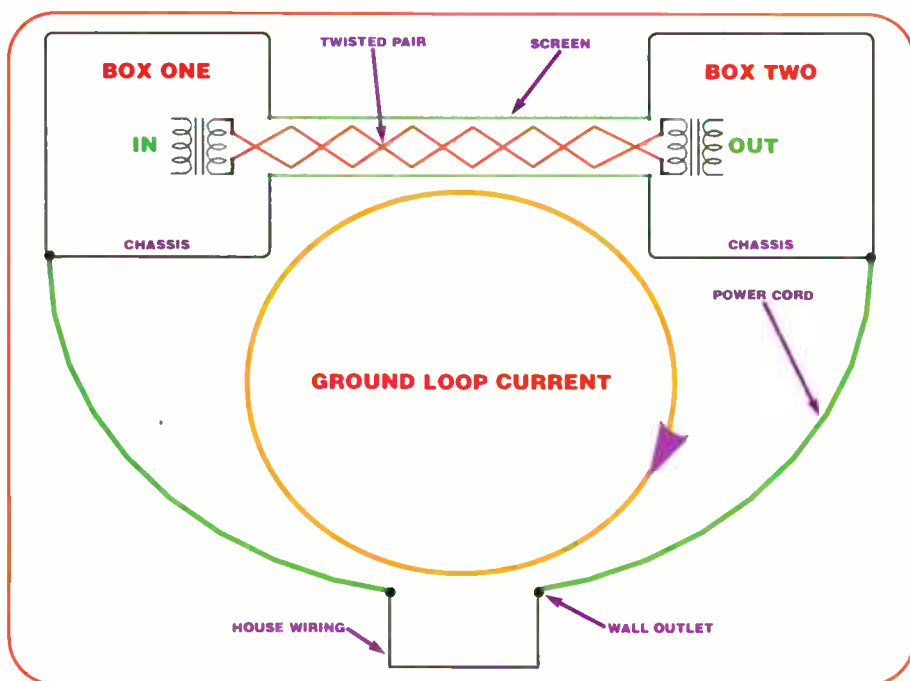 TWISTED PAIR
SCREEN
BOX ONE
BOX TWO
IN
OUT
CHASSIS
CHASSIS
POWER CORD
GROUND LOOP CURRENT
HOUSE WIRING
WALL OUTLET